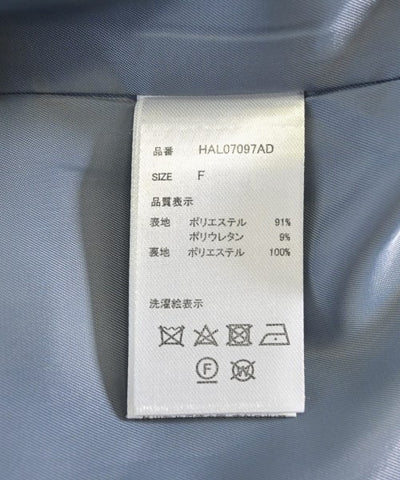 品番 HAL07097AD
SIZE F
品質表示
表地 ポリエステル 91%
ポリウレタン 9%
裏地 ポリエステル 100%
洗濯絵表示
F W